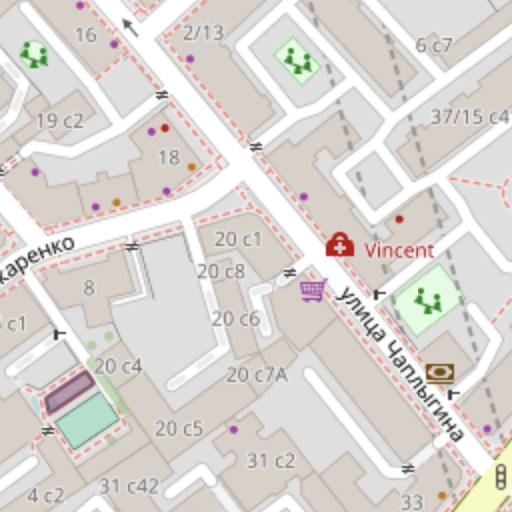 16
2/13
6 с7
19 с2
37/15 с4
18
20 с1
Vincent
каренко
20 с8
8
20 с6
улица Чаплыгина
с1
20 с4
20 с7А
20 с5
31 с2
4 с2
31 с42
33